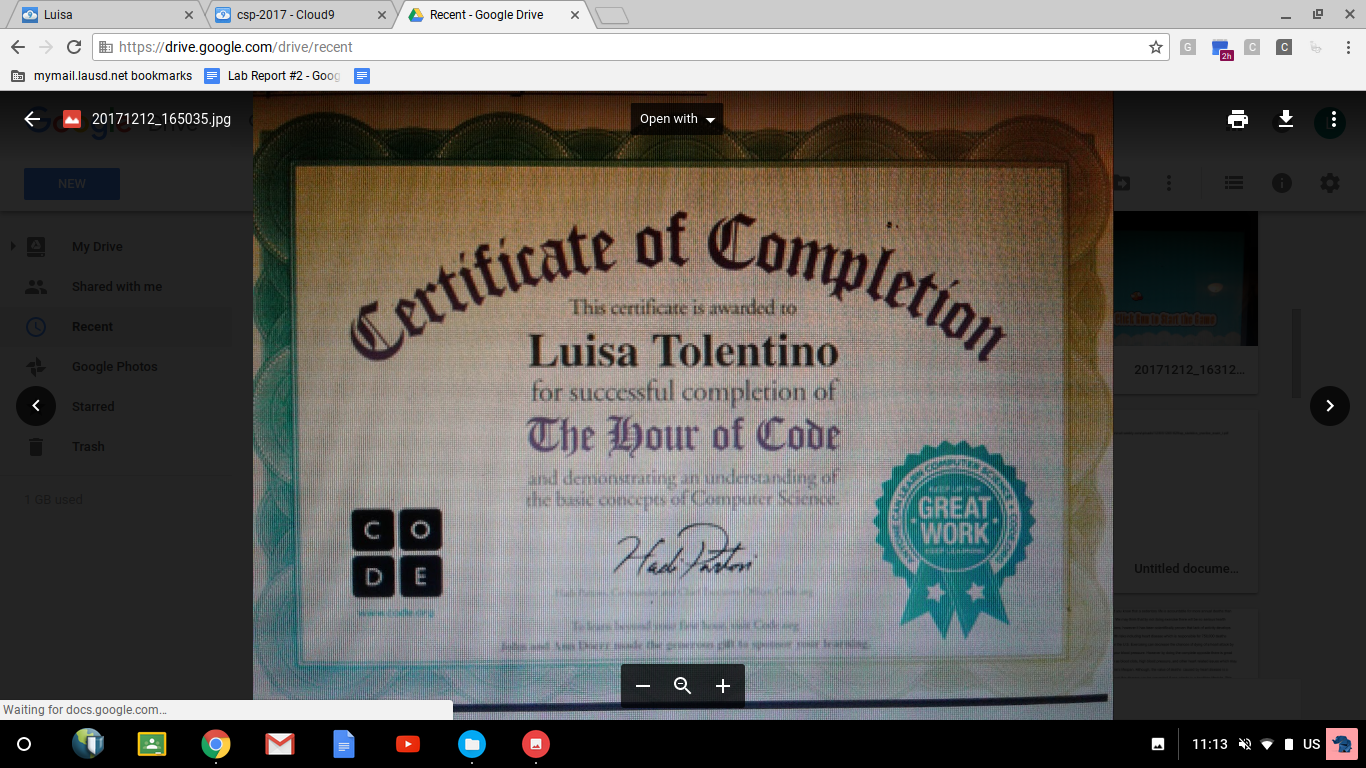 Luisa
csp-2017 - Cloud9
Recent - Google Drive
https://drive.google.com/drive/recent
G
2h
C
C
mymail.lausd.net bookmarks
Lab Report #2 - Goog
20171212_165035.jpg
Open with
NEW
My Drive
Shared with me
Recent
Google Photos
Starred
Trash
1 GB used
Certificate of Completion
This certificate is awarded to
Luisa Tolentino
for successful completion of
The Hour of Code
and demonstrating an understanding of
the basic concepts of Computer Science.
Hadi Partovi
Hadi Partovi, Co-founder and Chief Executive Officer, Code.org
To learn beyond your first hour, visit Code.org
John and Ann Doerr made the generous gift to sponsor your learning.
C O
D E
www.code.org
KEEP UP THE
GREAT
WORK
KEEP LEARNING
20171212_16312...
Untitled docume...
Waiting for docs.google.com...
11:13
US